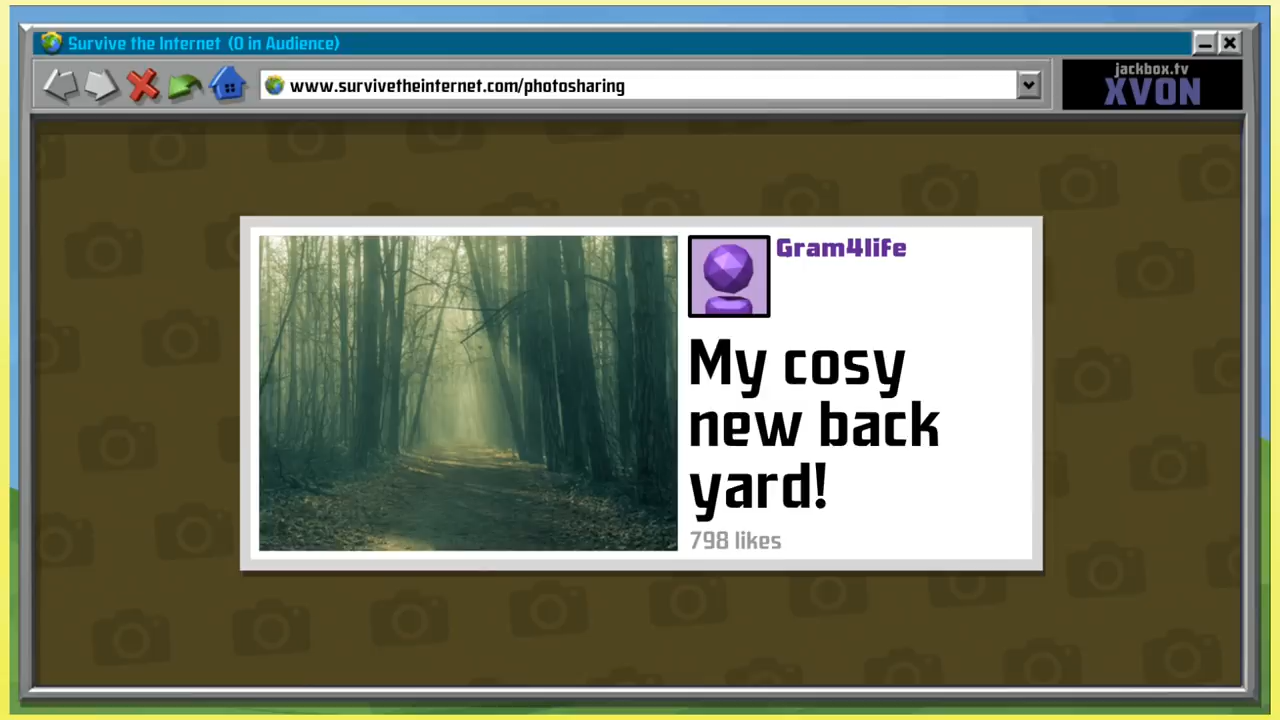 Survive the Internet (0 in Audience)
www.survivetheinternet.com/photosharing
jackbox.tv
XVON
Gram4life
My cosy
new back
yard!
798 likes